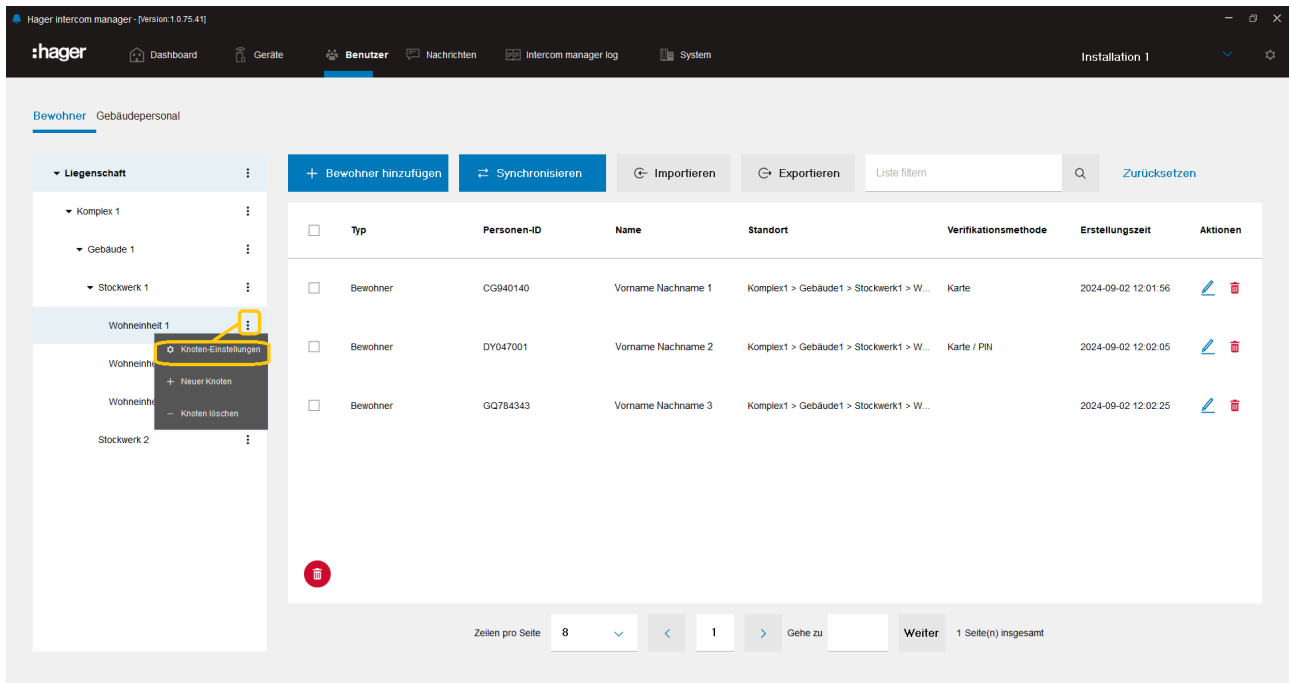 Hager intercom manager - [Version:1.0.75.41]
:hager Dashboard Geräte Benutzer Nachrichten Intercom manager log System Installation 1
Bewohner Gebäudepersonal
Liegenschaft
Komplex 1
Gebäude 1
Stockwerk 1
Wohneinheit 1
Knoten-Einstellungen
Wohneinhe
Neuer Knoten
Wohneinhe
Knoten löschen
Stockwerk 2
+ Bewohner hinzufügen Synchronisieren Importieren Exportieren Liste filtern Zurücksetzen
Typ Personen-ID Name Standort Verifikationsmethode Erstellungszeit Aktionen
Bewohner CG940140 Vorname Nachname 1 Komplex1 > Gebäude1 > Stockwerk1 > W... Karte 2024-09-02 12:01:56
Bewohner DY047001 Vorname Nachname 2 Komplex1 > Gebäude1 > Stockwerk1 > W... Karte / PIN 2024-09-02 12:02:05
Bewohner GQ784343 Vorname Nachname 3 Komplex1 > Gebäude1 > Stockwerk1 > W... 2024-09-02 12:02:25
Zeilen pro Seite 8 < 1 > Gehe zu Weiter 1 Seite(n) insgesamt